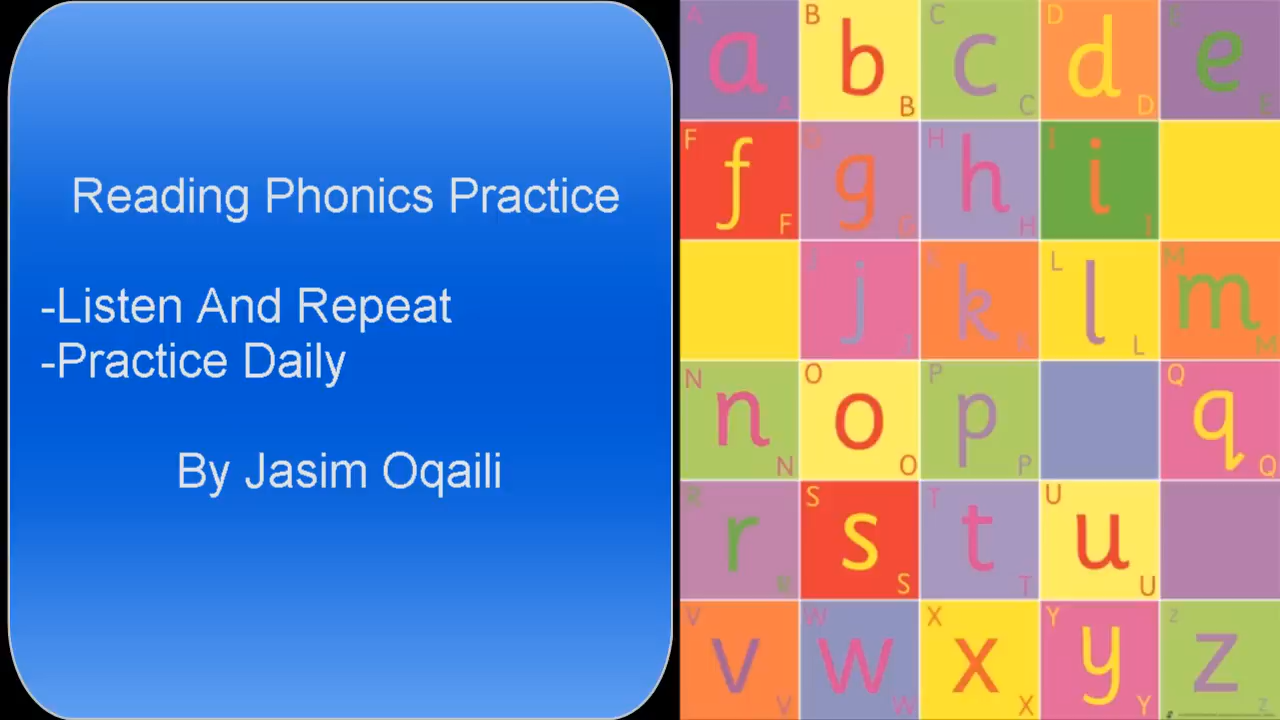 Reading Phonics Practice
-Listen And Repeat
-Practice Daily
By Jasim Oqaili
A a A
B b B
C c C
D d D
E e E
F f F
G g G
H h H
I i I
J j J
K k K
L l L
M m M
N n N
O o O
P p P
Q q Q
R r R
S s S
T t T
U u U
V v V
W w W
X x X
Y y Y
z z z